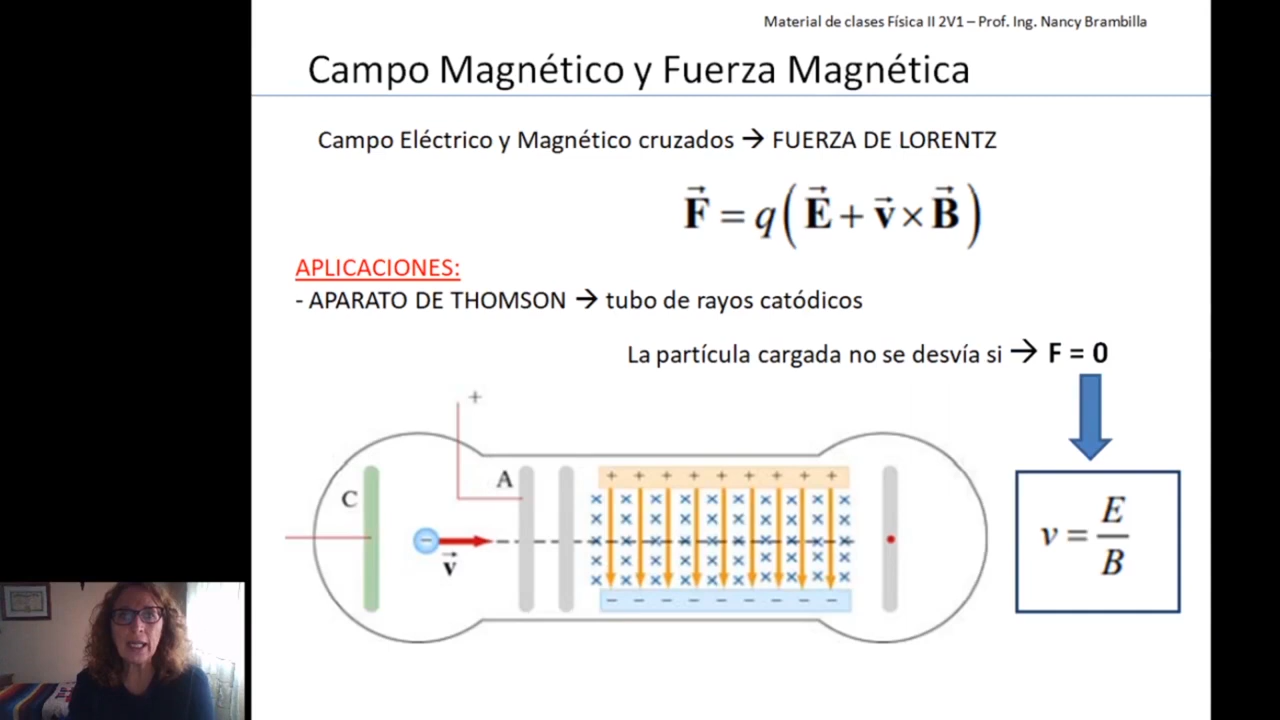 Material de clases Física II 2V1 – Prof. Ing. Nancy Brambilla
Campo Magnético y Fuerza Magnética
Campo Eléctrico y Magnético cruzados → FUERZA DE LORENTZ
F⃗ = q(E⃗ + v⃗ × B⃗)
APLICACIONES:
- APARATO DE THOMSON → tubo de rayos catódicos
La partícula cargada no se desvía si → F = 0
+
C
A
+ + + + + + + + +
−
v⃗
− − − − − − − − −
v = E/B